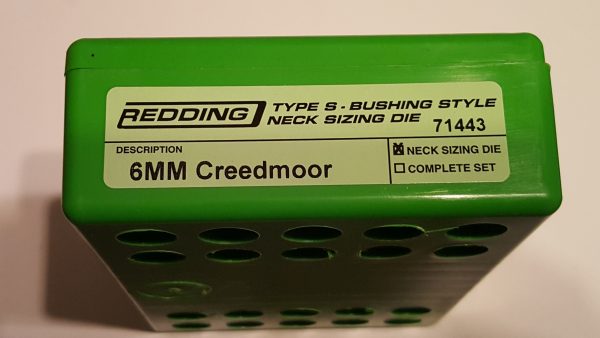 REDDING TYPE S - BUSHING STYLE
NECK SIZING DIE 71443
DESCRIPTION
6MM Creedmoor
☒ NECK SIZING DIE
☐ COMPLETE SET